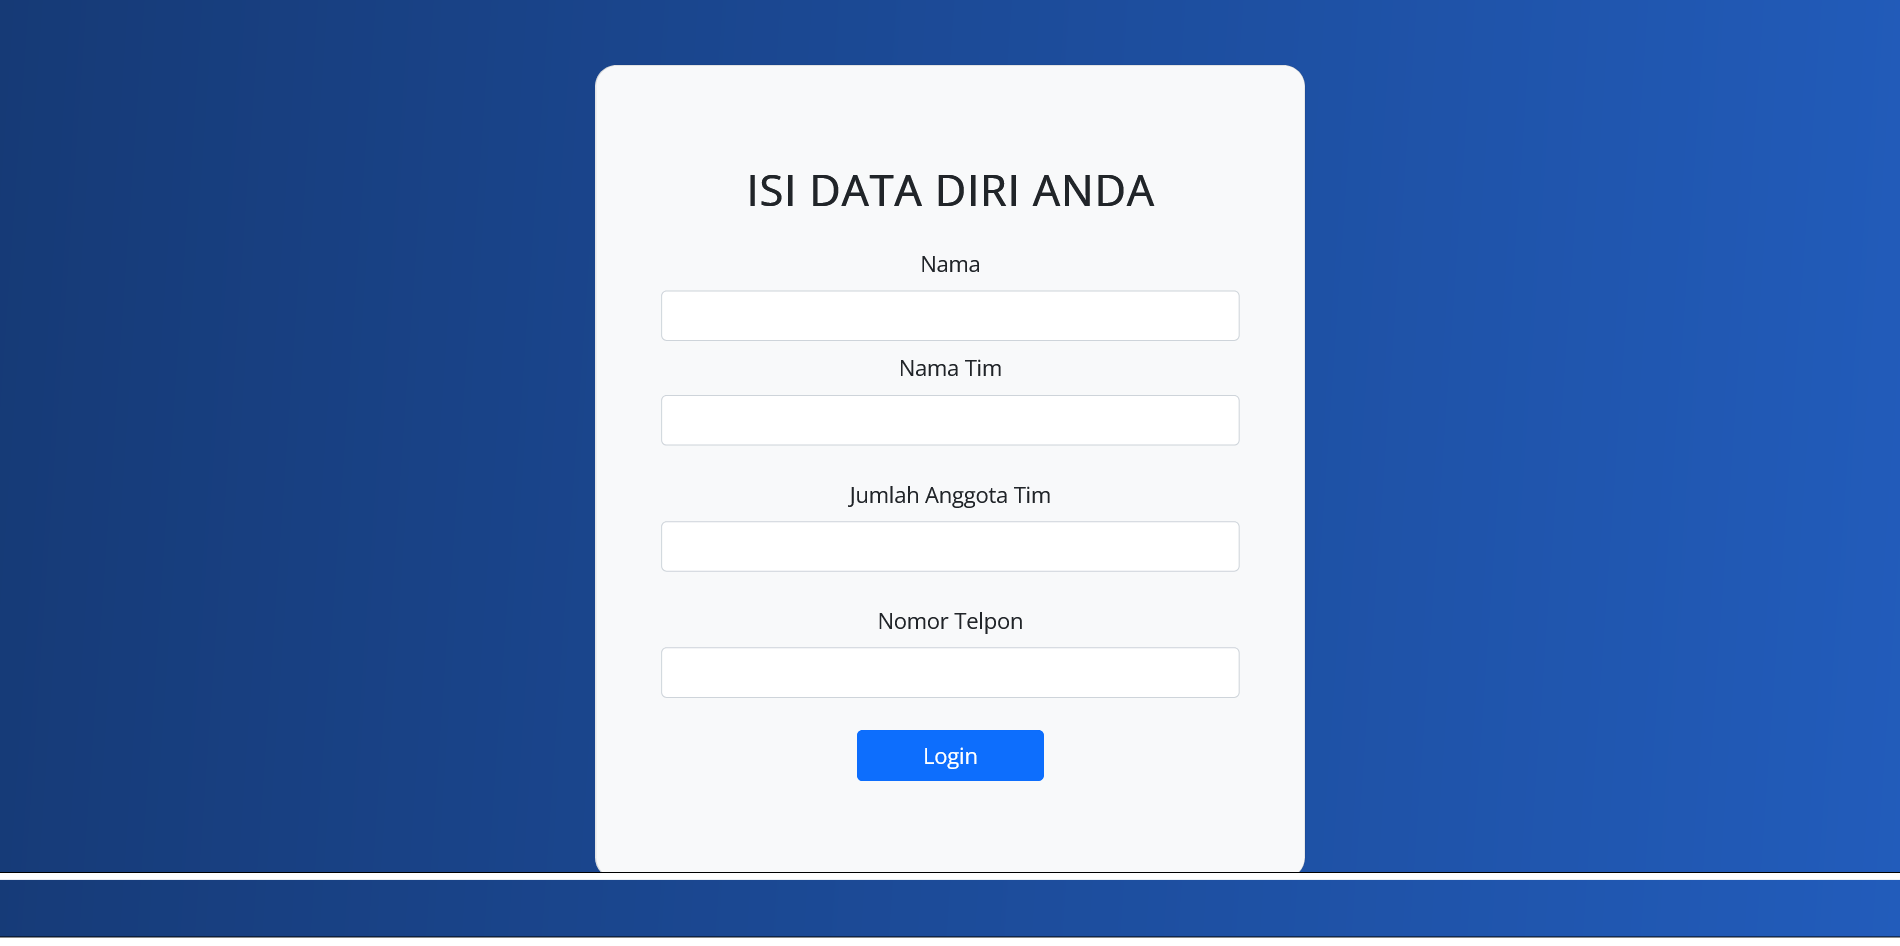 ISI DATA DIRI ANDA
Nama
Nama Tim
Jumlah Anggota Tim
Nomor Telpon
Login